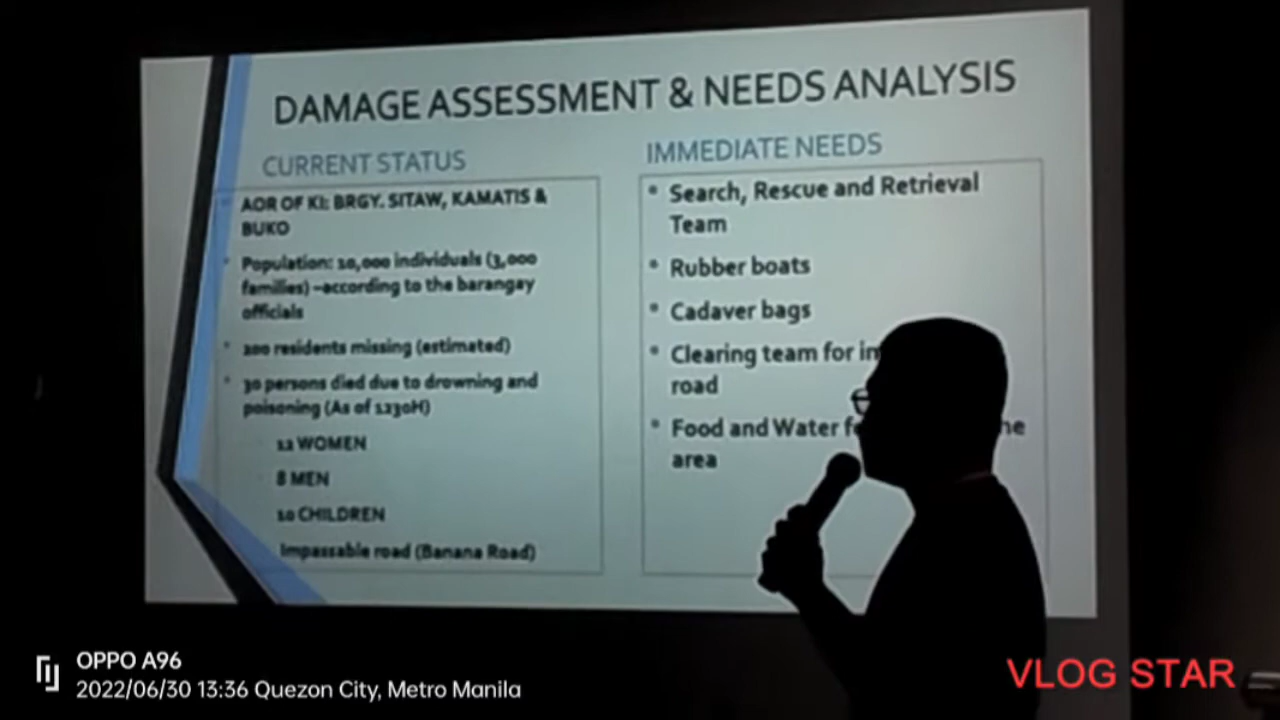 DAMAGE ASSESSMENT & NEEDS ANALYSIS
CURRENT STATUS
AOR OF KI: BRGY. SITAW, KAMATIS &
BUKO
Population: 10,000 individuals (3,000
families) –according to the barangay
officials
200 residents missing (estimated)
30 persons died due to drowning and
poisoning (As of 1230H)
12 WOMEN
8 MEN
10 CHILDREN
Impassable road (Banana Road)
IMMEDIATE NEEDS
Search, Rescue and Retrieval
Team
Rubber boats
Cadaver bags
Clearing team for
road
Food and Water
area
OPPO A96
2022/06/30 13:36 Quezon City, Metro Manila
VLOG STAR